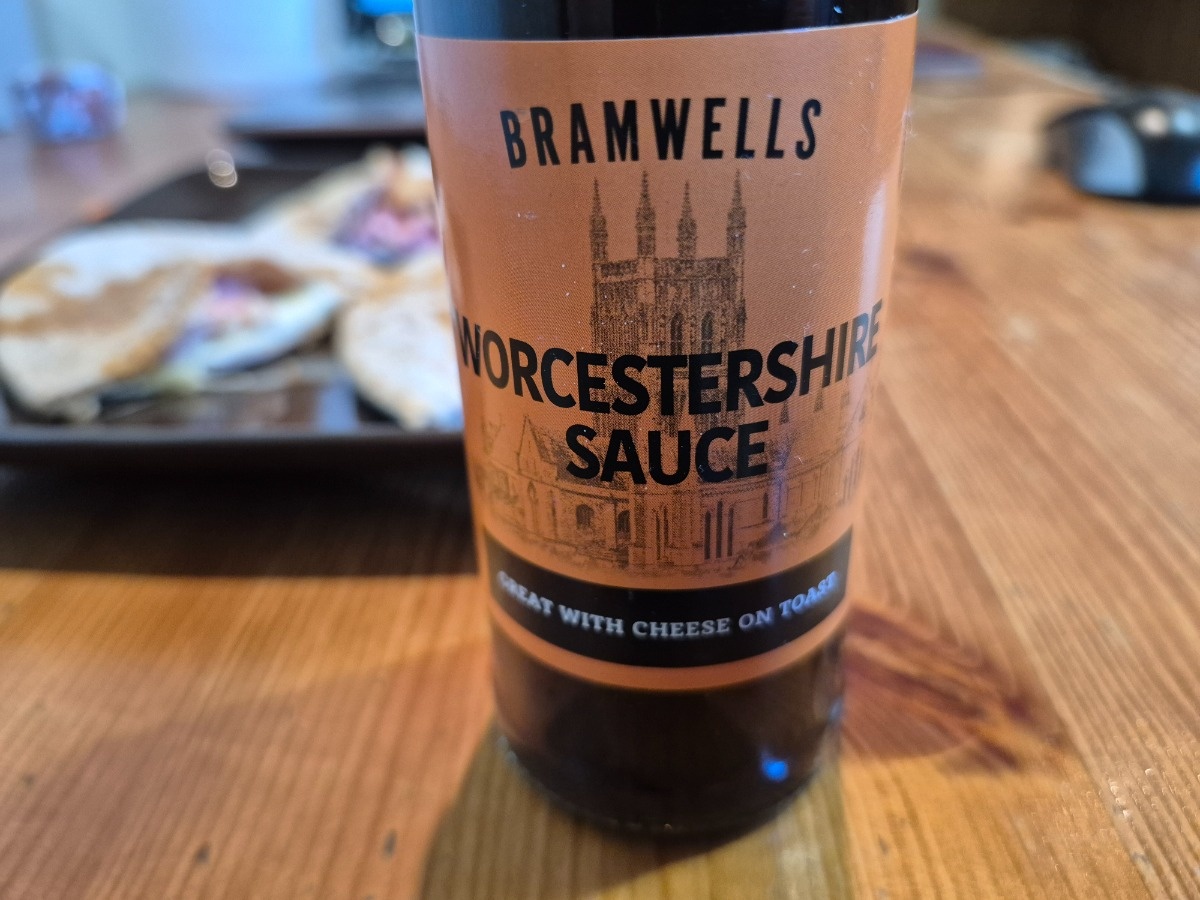 BRAMWELLS
WORCESTERSHIRE
SAUCE
GREAT WITH CHEESE ON TOAST